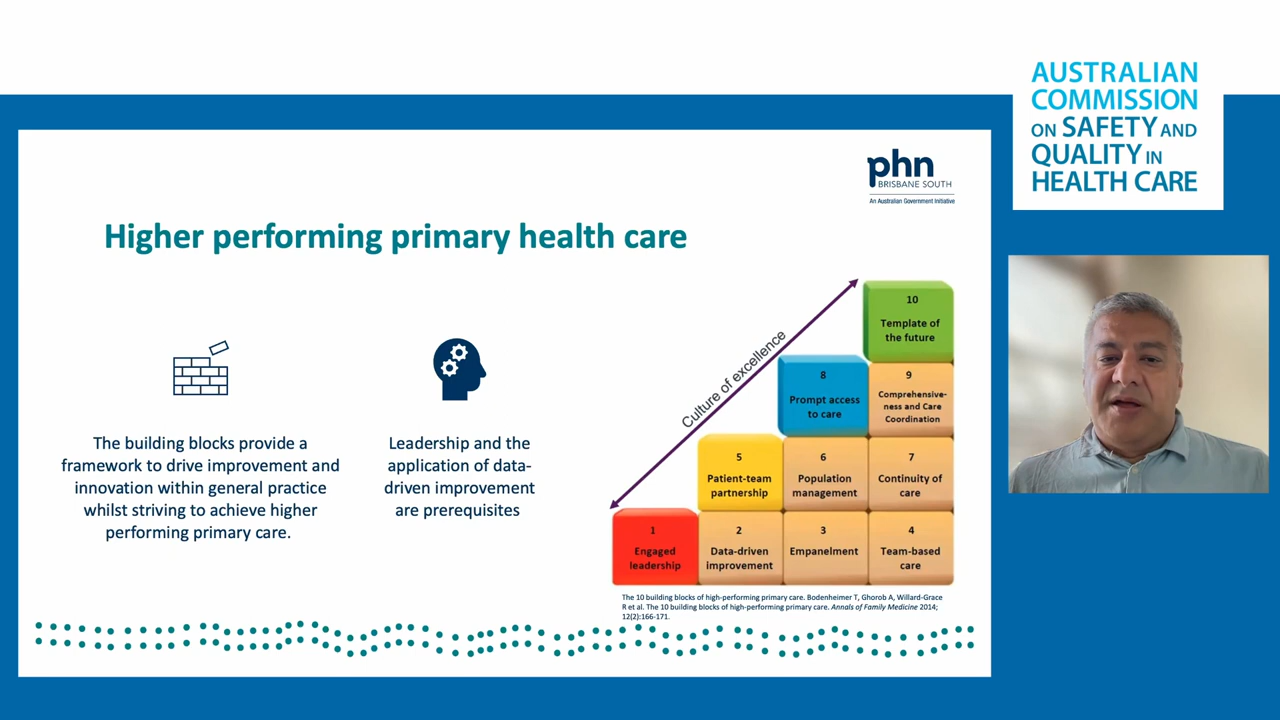 AUSTRALIAN
COMMISSION
ON SAFETY AND
QUALITY IN
HEALTH CARE
phn
BRISBANE SOUTH
An Australian Government Initiative
Higher performing primary health care
The building blocks provide a
framework to drive improvement and
innovation within general practice
whilst striving to achieve higher
performing primary care.
Leadership and the
application of data-
driven improvement
are prerequisites
Culture of excellence
10
Template of
the future
8
Prompt access
to care
9
Comprehensive-
ness and Care
Coordination
5
Patient-team
partnership
6
Population
management
7
Continuity of
care
1
Engaged
leadership
2
Data-driven
improvement
3
Empanelment
4
Team-based
care
The 10 building blocks of high-performing primary care. Bodenheimer T, Ghorob A, Willard-Grace
R et al. The 10 building blocks of high-performing primary care. Annals of Family Medicine 2014;
12(2):166-171.